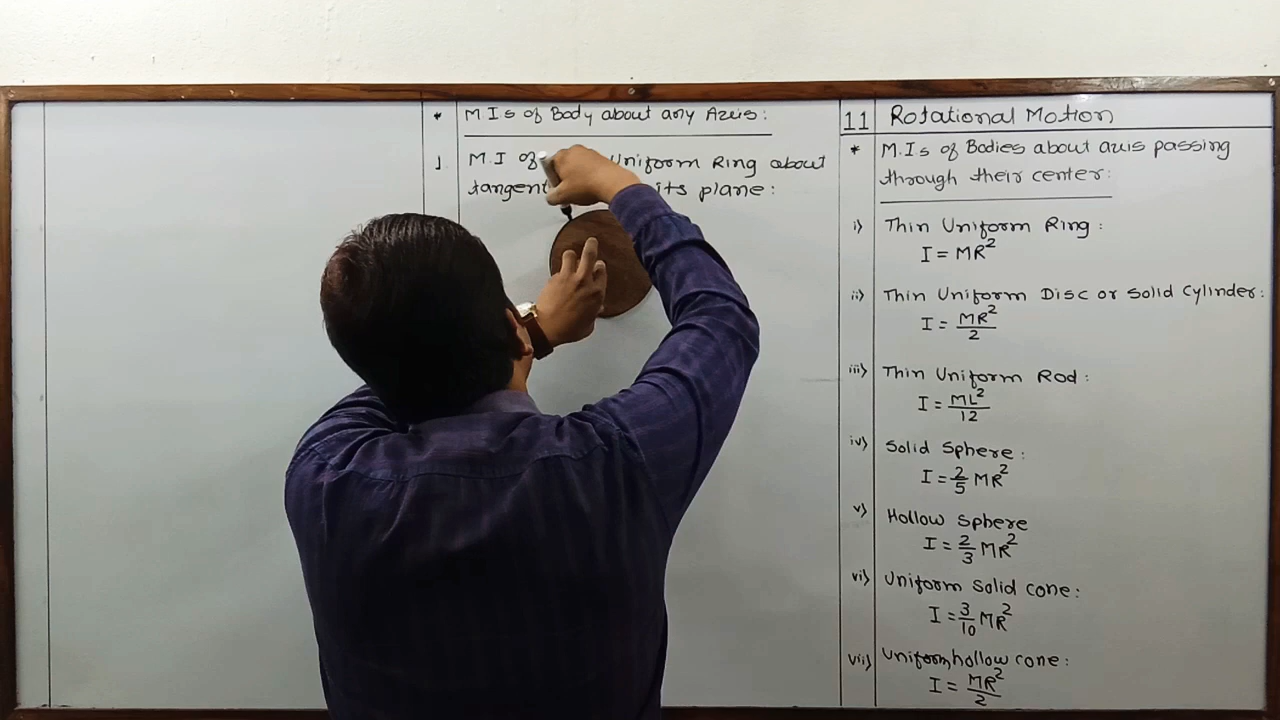 * M I s of Body about any Axis:
1. M.I of Uniform Ring about
tangent its plane:
11 Rotational Motion
* M.I s of Bodies about axis passing
through their center:
i) Thin Uniform Ring:
I = MR²
ii) Thin Uniform Disc or Solid Cylinder:
I = MR²/2
iii) Thin Uniform Rod:
I = ML²/12
iv) Solid Sphere:
I = 2/5 MR²
v) Hollow Sphere
I = 2/3 MR²
vi) Uniform Solid cone:
I = 3/10 MR²
vii) Uniform hollow cone:
I = MR²/2